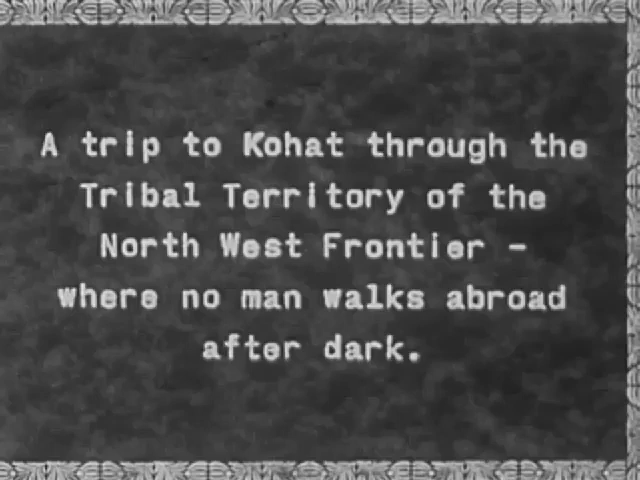 A trip to Kohat through the
Tribal Territory of the
North West Frontier -
where no man walks abroad
after dark.